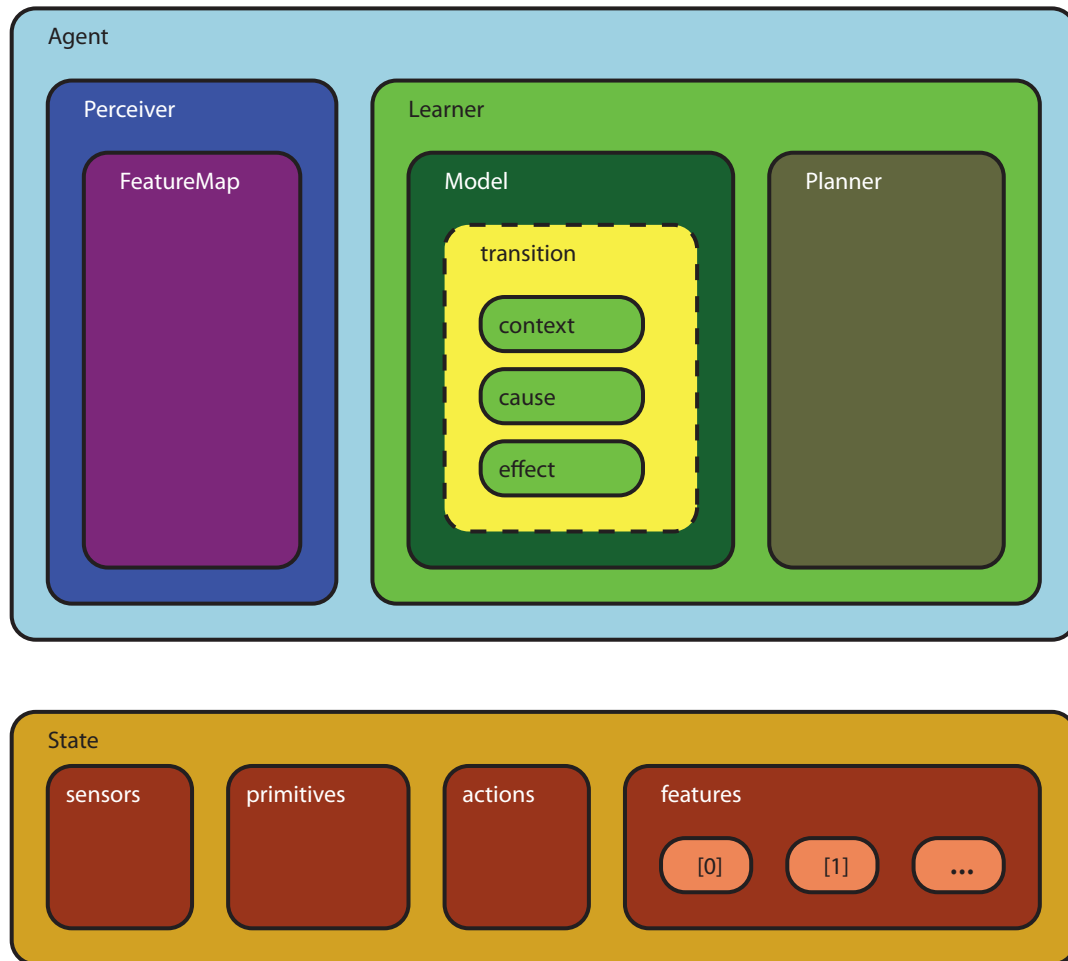 Agent
Perceiver
Learner
FeatureMap
Model
Planner
transition
context
cause
effect
State
sensors
primitives
actions
features
[0]
[1]
...